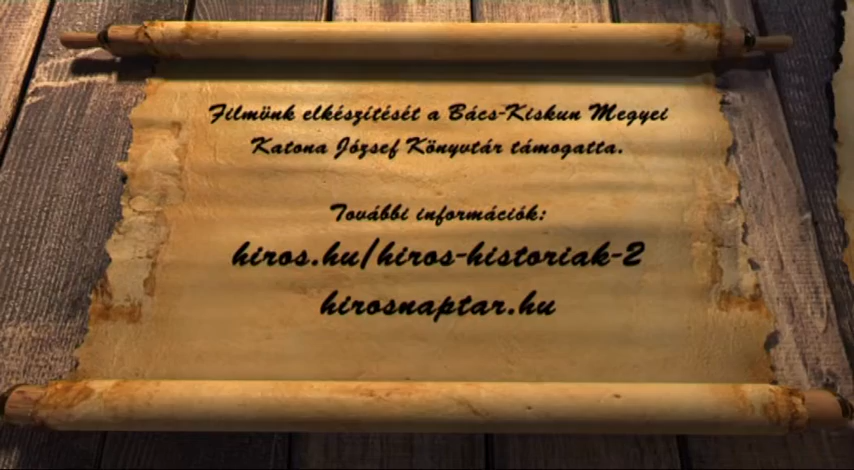 Filmünk elkészítését a Bács-Kiskun Megyei
Katona József Könyvtár támogatta.
További információk:
hiros.hu/hiros-historiak-2
hirosnaptar.hu